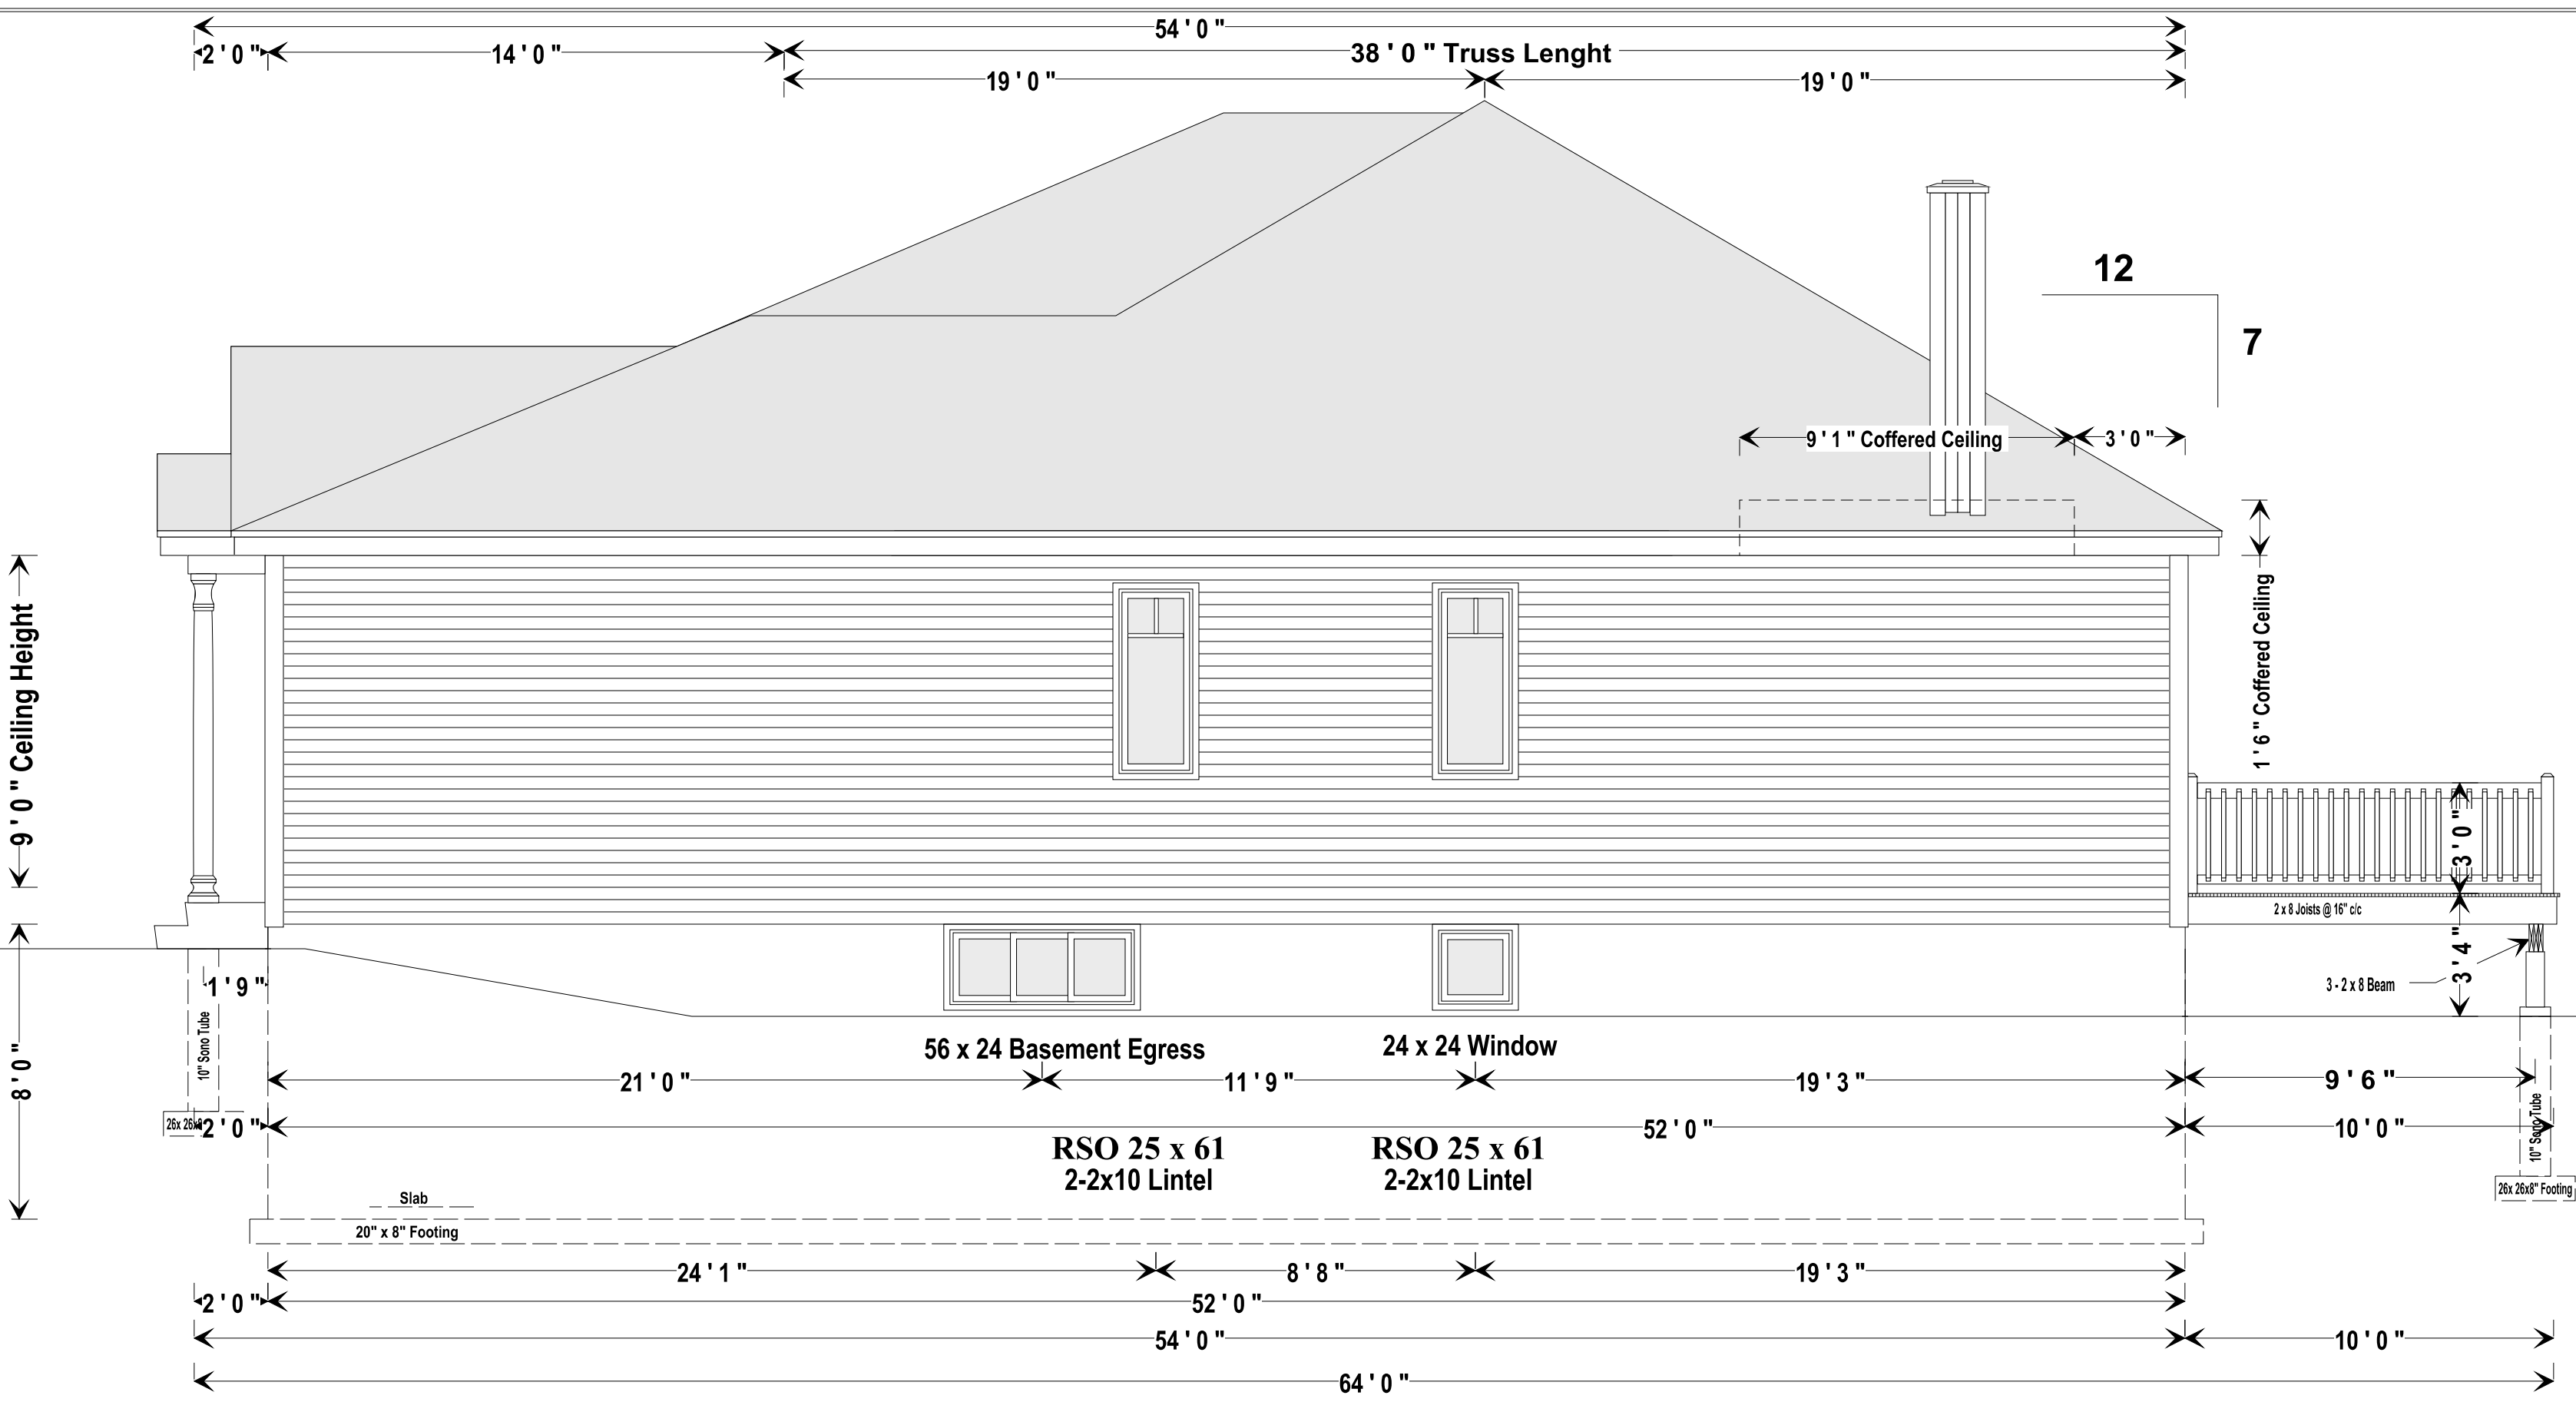 54 ' 0 "
2 ' 0 " 14 ' 0 " 38 ' 0 " Truss Lenght
19 ' 0 " 19 ' 0 "
12
7
9 ' 1 " Coffered Ceiling 3 ' 0 "
1 ' 6 " Coffered Ceiling
9 ' 0 " Ceiling Height
3 ' 0 "
2 x 8 Joists @ 16" c/c
3 ' 4 "
3 - 2 x 8 Beam
1 ' 9 "
10" Sono Tube
8 ' 0 "
56 x 24 Basement Egress 24 x 24 Window
21 ' 0 " 11 ' 9 " 19 ' 3 " 9 ' 6 "
26x 26x8
2 ' 0 " 52 ' 0 " 10 ' 0 "
10" Sono Tube
RSO 25 x 61 RSO 25 x 61
2-2x10 Lintel 2-2x10 Lintel
26x 26x8" Footing
Slab
20" x 8" Footing
24 ' 1 " 8 ' 8 " 19 ' 3 "
2 ' 0 " 52 ' 0 "
54 ' 0 " 10 ' 0 "
64 ' 0 "